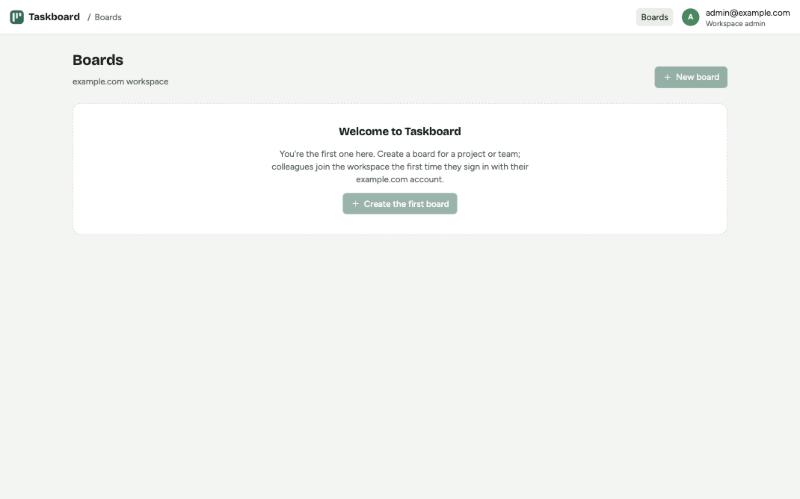 Taskboard / Boards
Boards
A
admin@example.com
Workspace admin
Boards
example.com workspace
+ New board
Welcome to Taskboard
You're the first one here. Create a board for a project or team;
colleagues join the workspace the first time they sign in with their
example.com account.
+ Create the first board